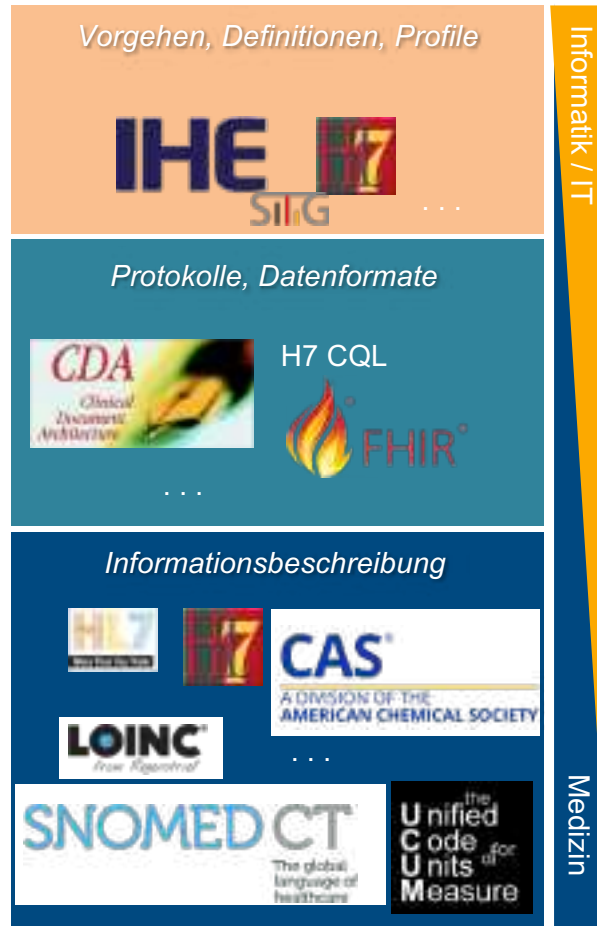 Vorgehen, Definitionen, Profile
IHE
H7
SITIG
. . .
Protokolle, Datenformate
CDA
Clinical
Document
Architecture
H7 CQL
FHIR®
. . .
Informationsbeschreibung
HL7
H7
CAS®
A DIVISION OF THE
AMERICAN CHEMICAL SOCIETY
LOINC®
from Regenstrief
. . .
SNOMED CT
The global
language of
healthcare
the
Unified
Code for
Units of
Measure
Informatik / IT
Medizin